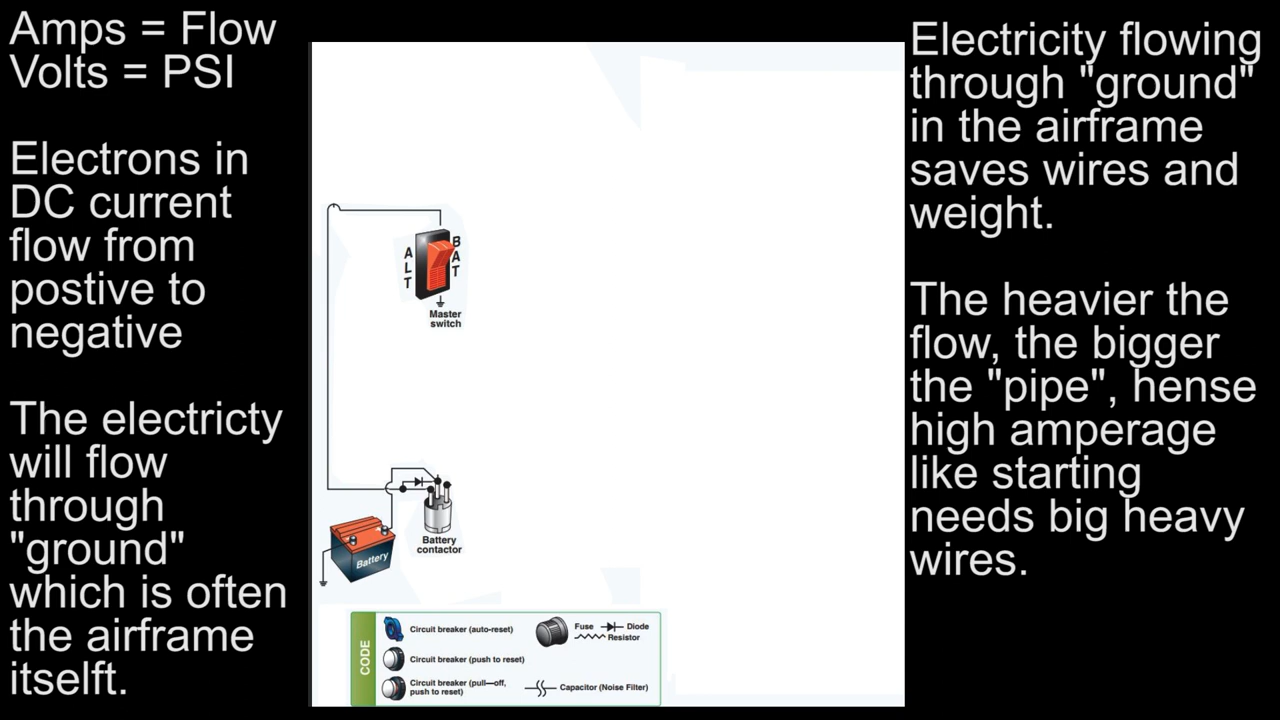 Amps = Flow
Volts = PSI
Electrons in
DC current
flow from
postive to
negative
The electricty
will flow
through
"ground"
which is often
the airframe
itselft.
ALT
BAT
Master
switch
Battery
Battery
contactor
CODE
Circuit breaker (auto-reset)
Circuit breaker (push to reset)
Circuit breaker (pull—off,
push to reset)
Fuse
Diode
Resistor
Capacitor (Noise Filter)
Electricity flowing
through "ground"
in the airframe
saves wires and
weight.
The heavier the
flow, the bigger
the "pipe", hense
high amperage
like starting
needs big heavy
wires.